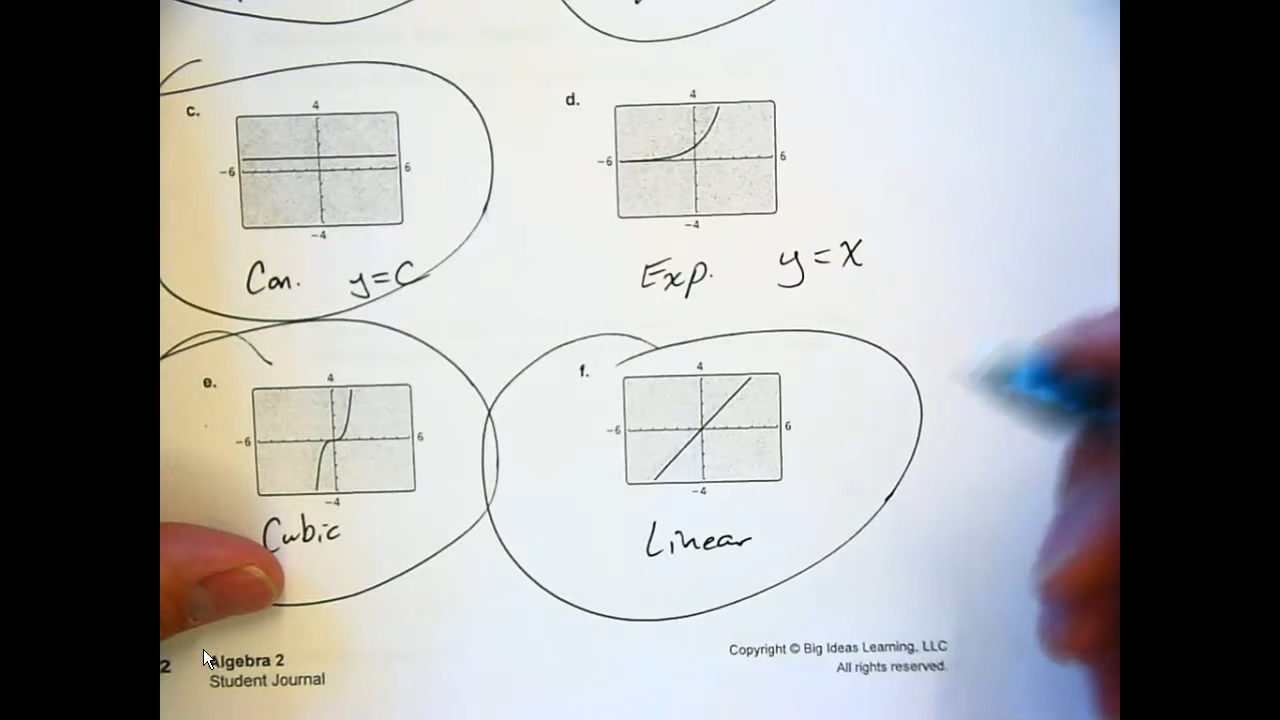 c.
4
-6
6
-4
Con. y=C
d.
4
-6
6
-4
Exp. y=x
e.
4
-6
6
-4
Cubic
f.
4
-6
6
-4
Linear
2 Algebra 2
Student Journal
Copyright © Big Ideas Learning, LLC
All rights reserved.